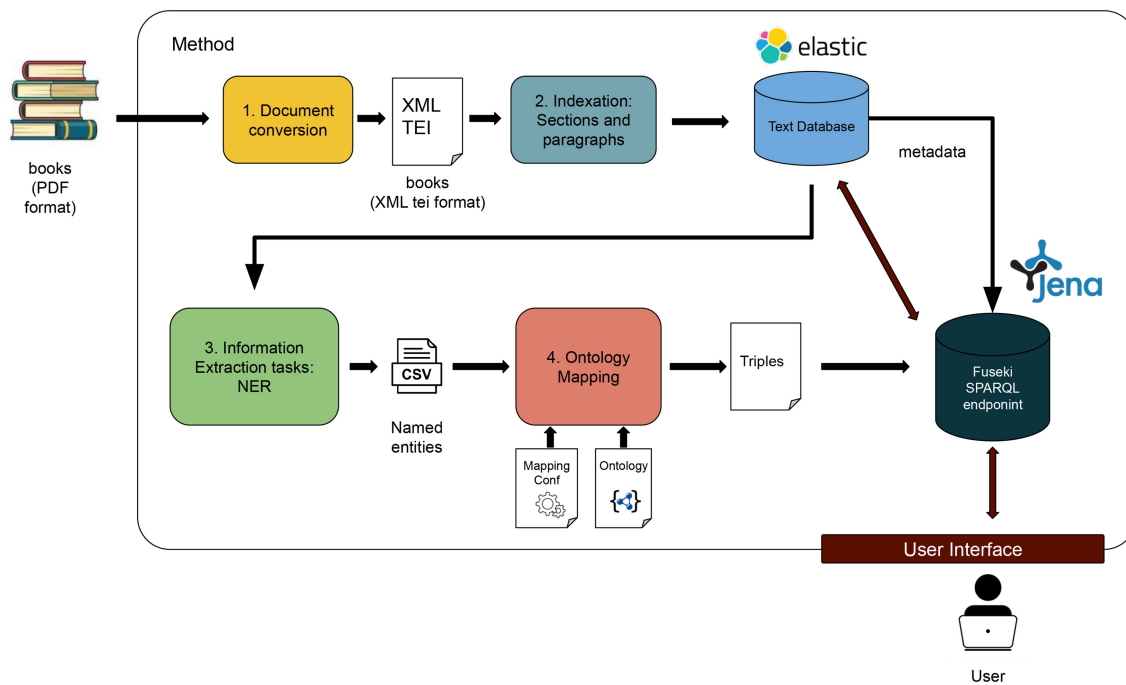 Method
elastic
1. Document
conversion
XML
TEI
2. Indexation:
Sections and
paragraphs
Text Database
metadata
books
(PDF
format)
books
(XML tei format)
Jena
3. Information
Extraction tasks:
NER
CSV
Named
entities
4. Ontology
Mapping
Triples
Fuseki
SPARQL
endponint
Mapping
Conf
Ontology
{ }
User Interface
User